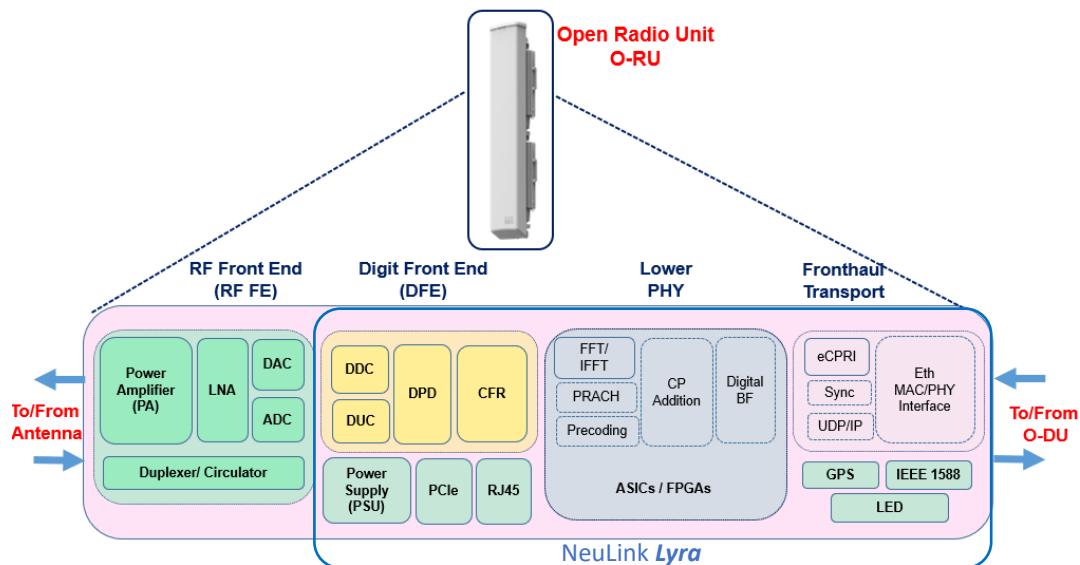 Open Radio Unit
O-RU
RF Front End
(RF FE)
Digit Front End
(DFE)
Lower
PHY
Fronthaul
Transport
Power
Amplifier
(PA)
LNA
DAC
ADC
Duplexer/ Circulator
DDC
DUC
DPD
CFR
Power
Supply
(PSU)
PCIe
RJ45
FFT/
IFFT
PRACH
Precoding
CP
Addition
Digital
BF
ASICs / FPGAs
eCPRI
Sync
UDP/IP
Eth
MAC/PHY
Interface
GPS
IEEE 1588
LED
To/From
Antenna
To/From
O-DU
NeuLink Lyra